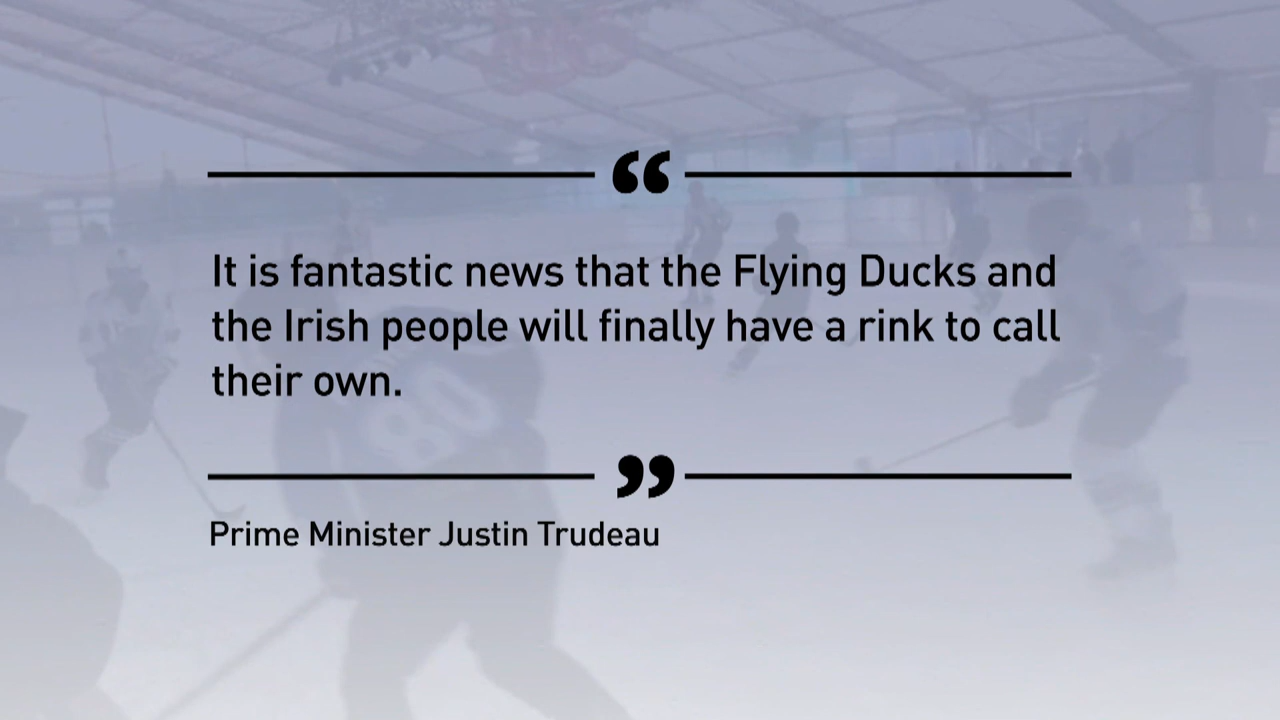 “
It is fantastic news that the Flying Ducks and
the Irish people will finally have a rink to call
their own.
”
Prime Minister Justin Trudeau
80